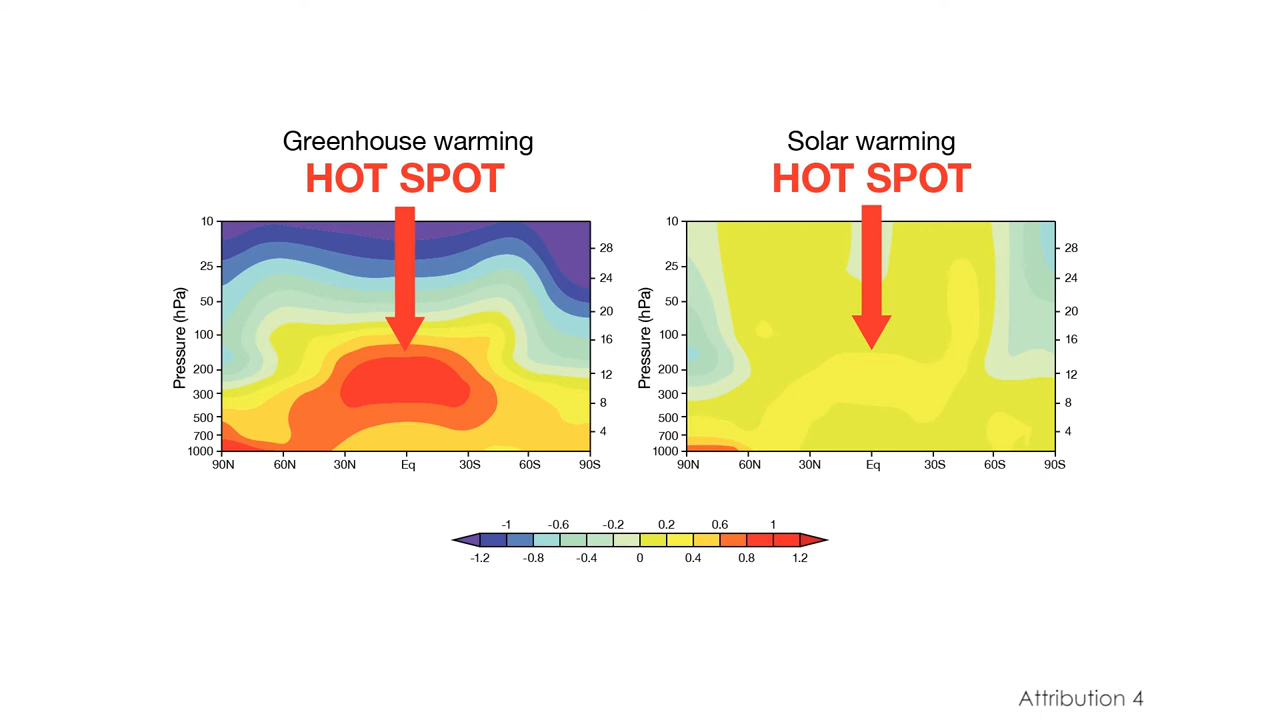 Greenhouse warming
HOT SPOT
Solar warming
HOT SPOT
Pressure (hPa)
10
25
50
100
200
300
500
700
1000
28
24
20
16
12
8
4
90N 60N 30N Eq 30S 60S 90S
Pressure (hPa)
10
25
50
100
200
300
500
700
1000
28
24
20
16
12
8
4
90N 60N 30N Eq 30S 60S 90S
-1 -0.6 -0.2 0.2 0.6 1
-1.2 -0.8 -0.4 0 0.4 0.8 1.2
Attribution 4